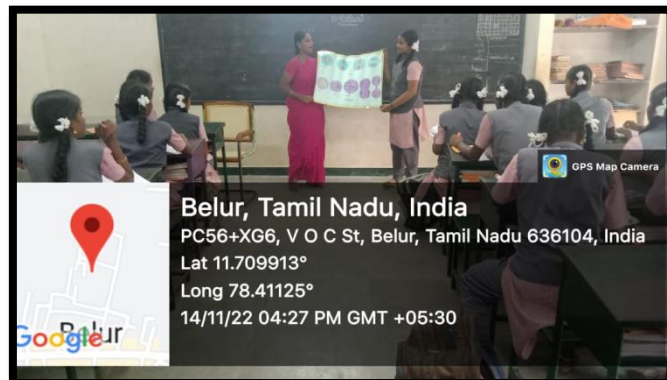 GPS Map Camera
Belur, Tamil Nadu, India
PC56+XG6, V O C St, Belur, Tamil Nadu 636104, India
Lat 11.709913°
Long 78.41125°
14/11/22 04:27 PM GMT +05:30
Belur
Google